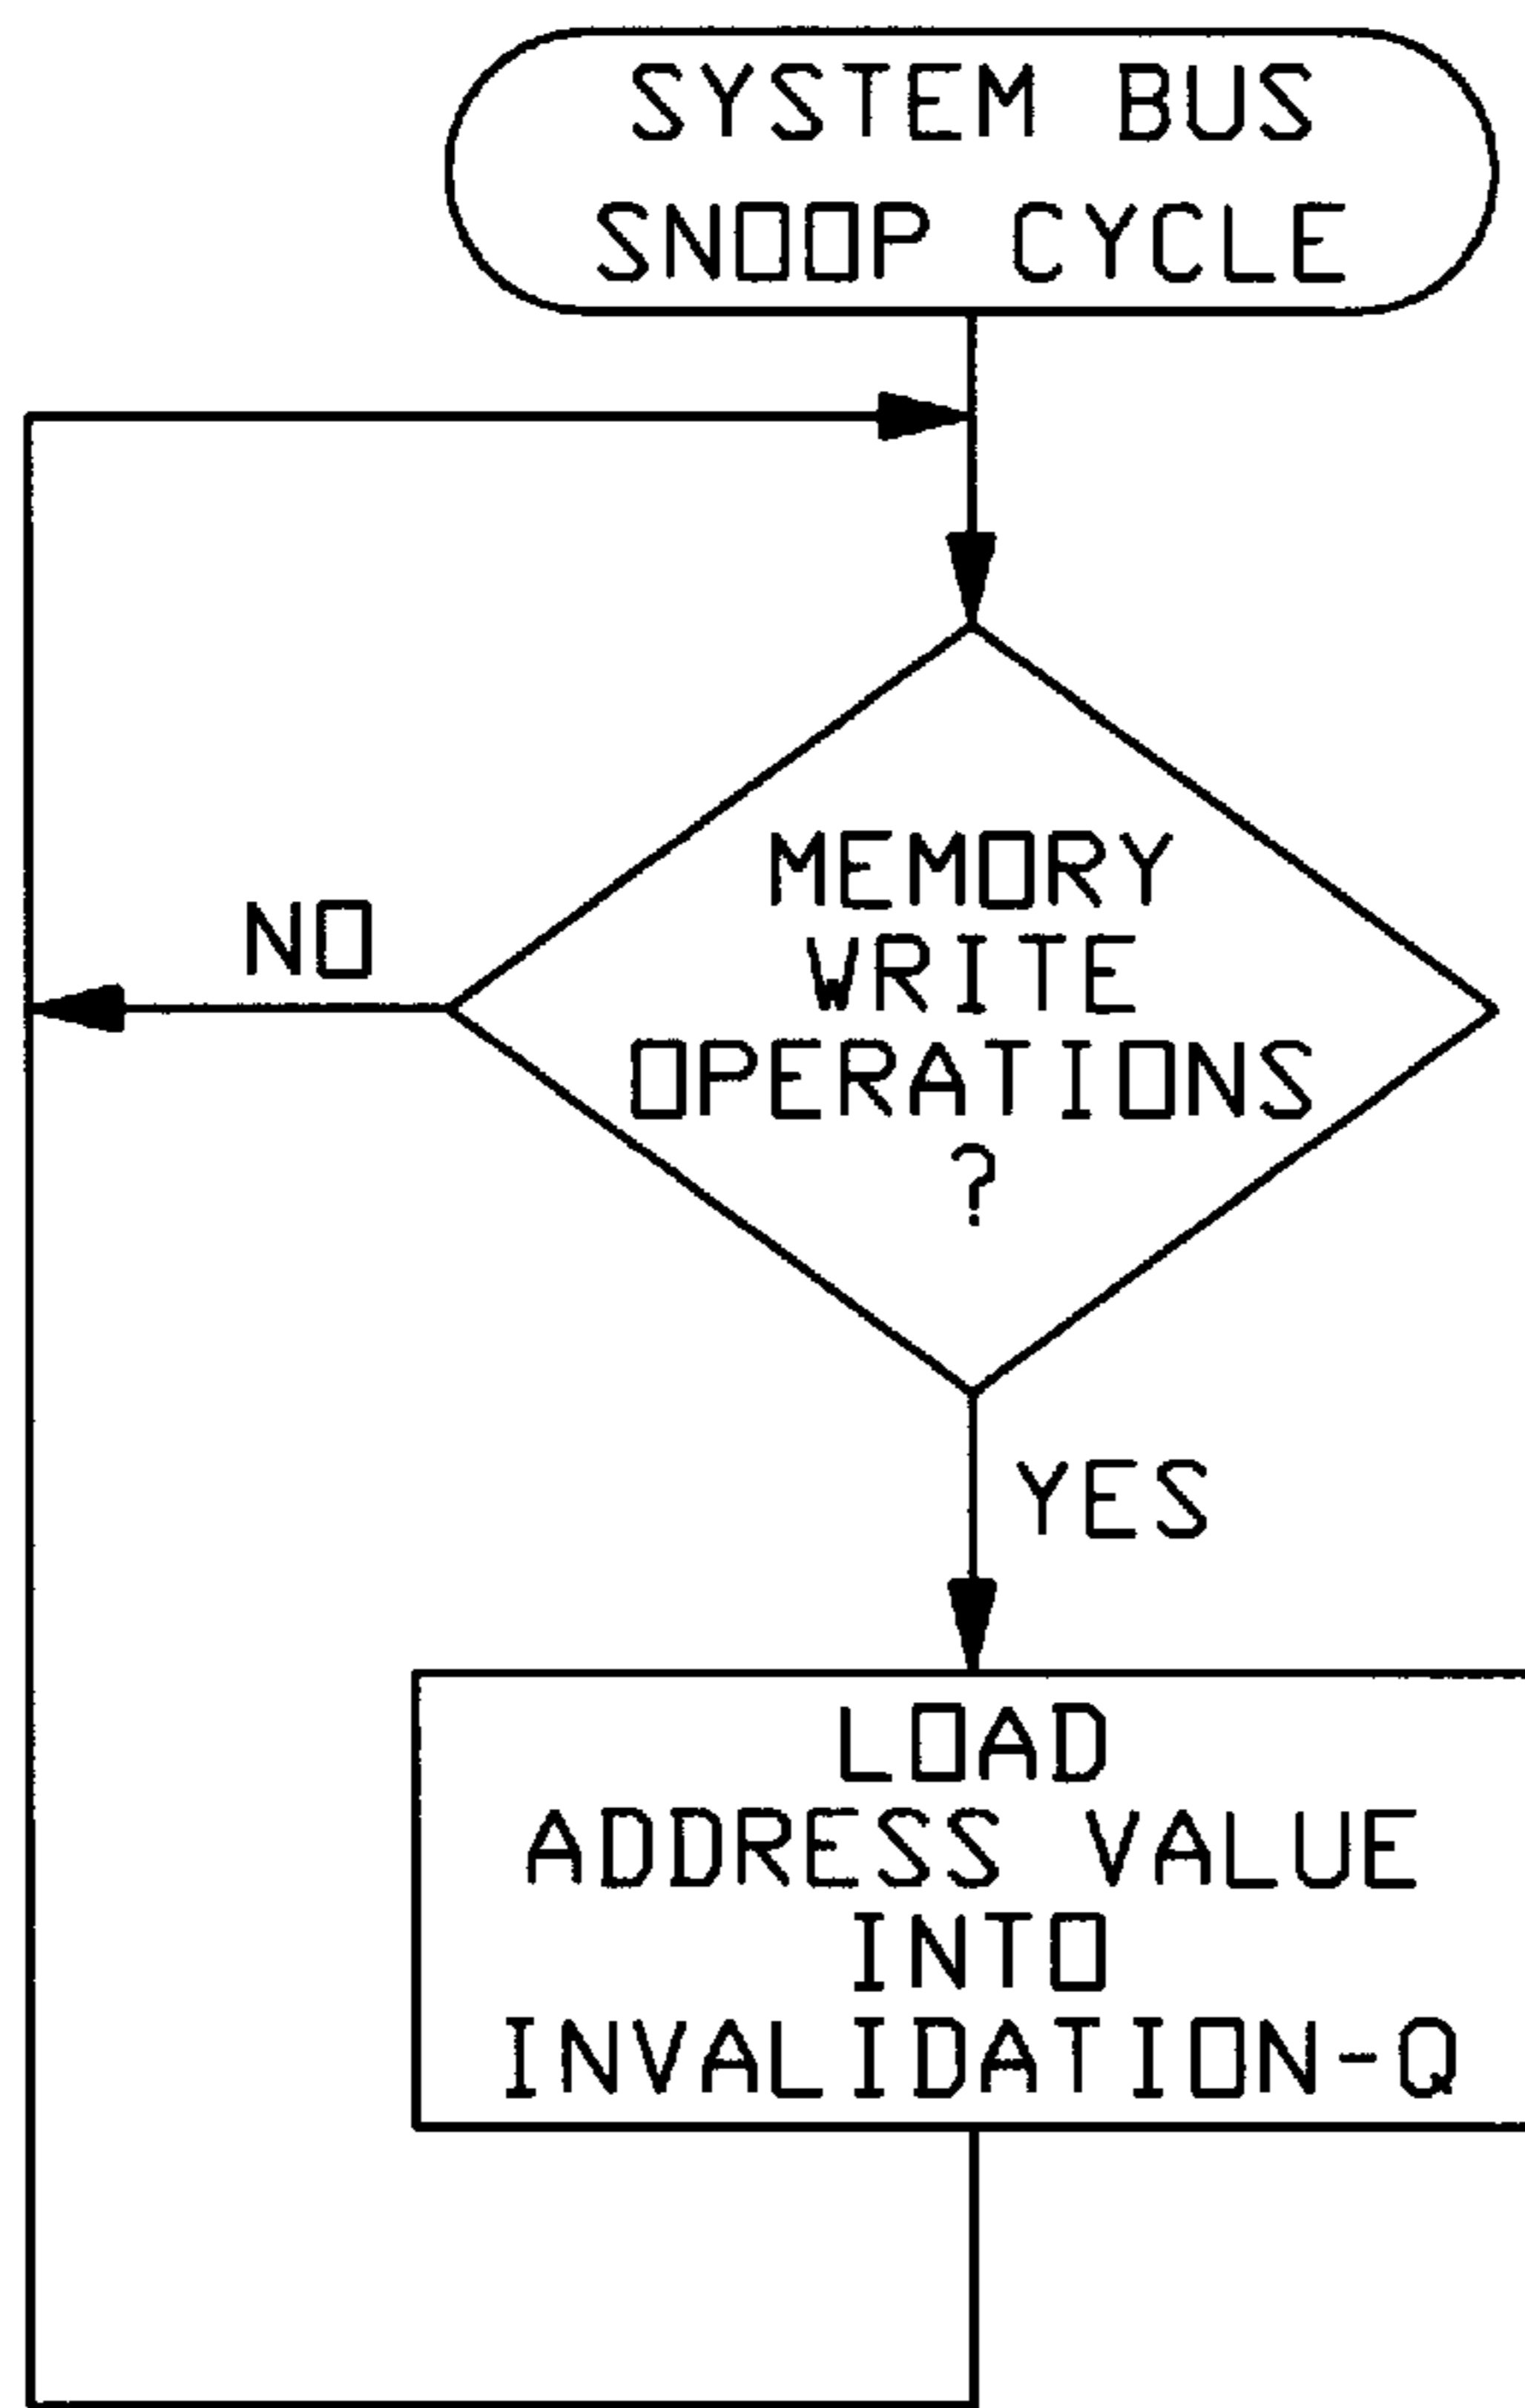 SYSTEM BUS
SNOOP CYCLE
MEMORY
WRITE
OPERATIONS
?
NO
YES
LOAD
ADDRESS VALUE
INTO
INVALIDATION-Q